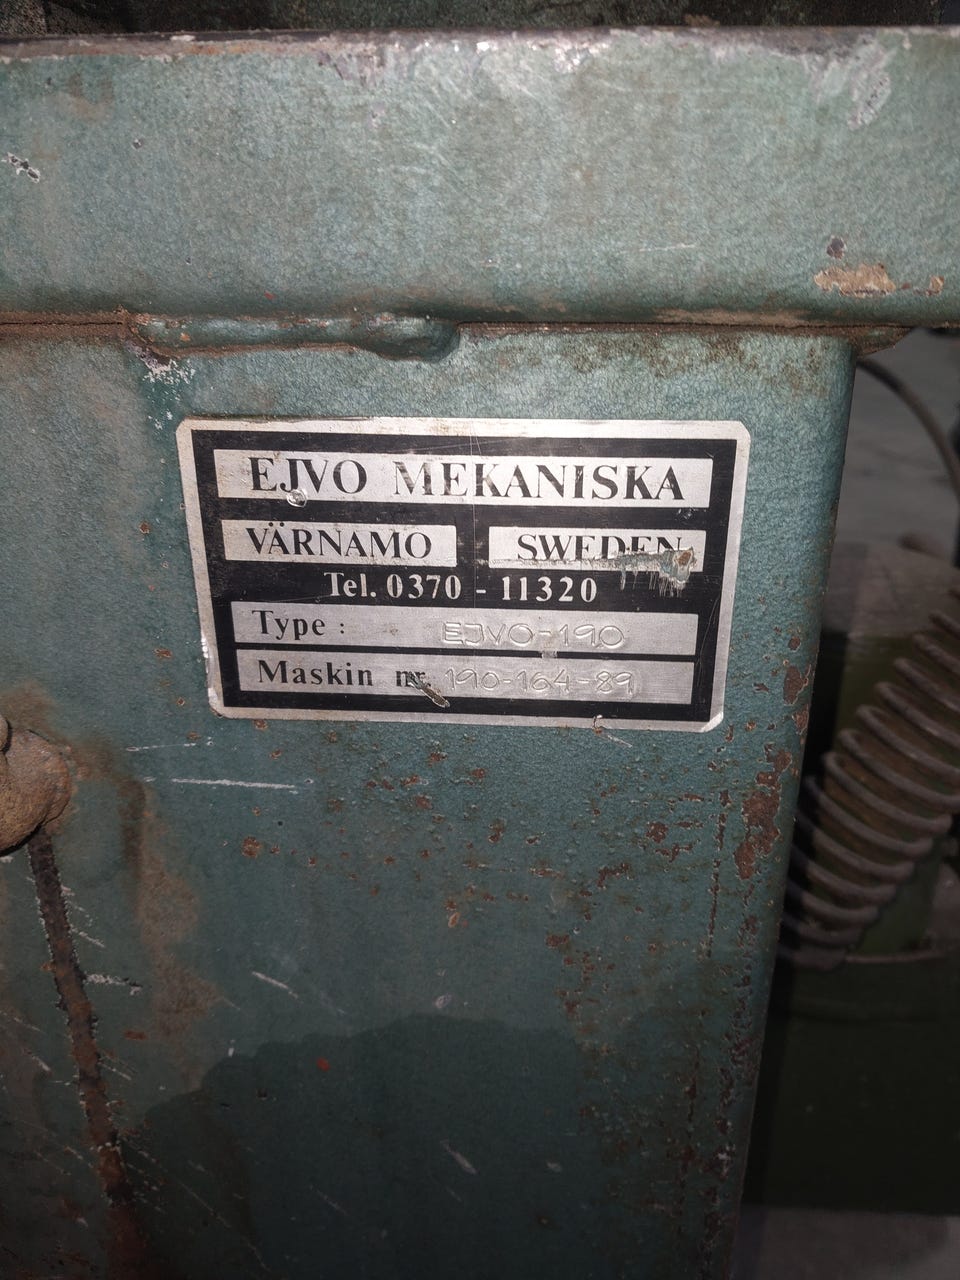 EJVO MEKANISKA
VÄRNAMO SWEDEN
Tel. 0370 - 11320
Type : EJVO-190
Maskin nr. 190-164-89